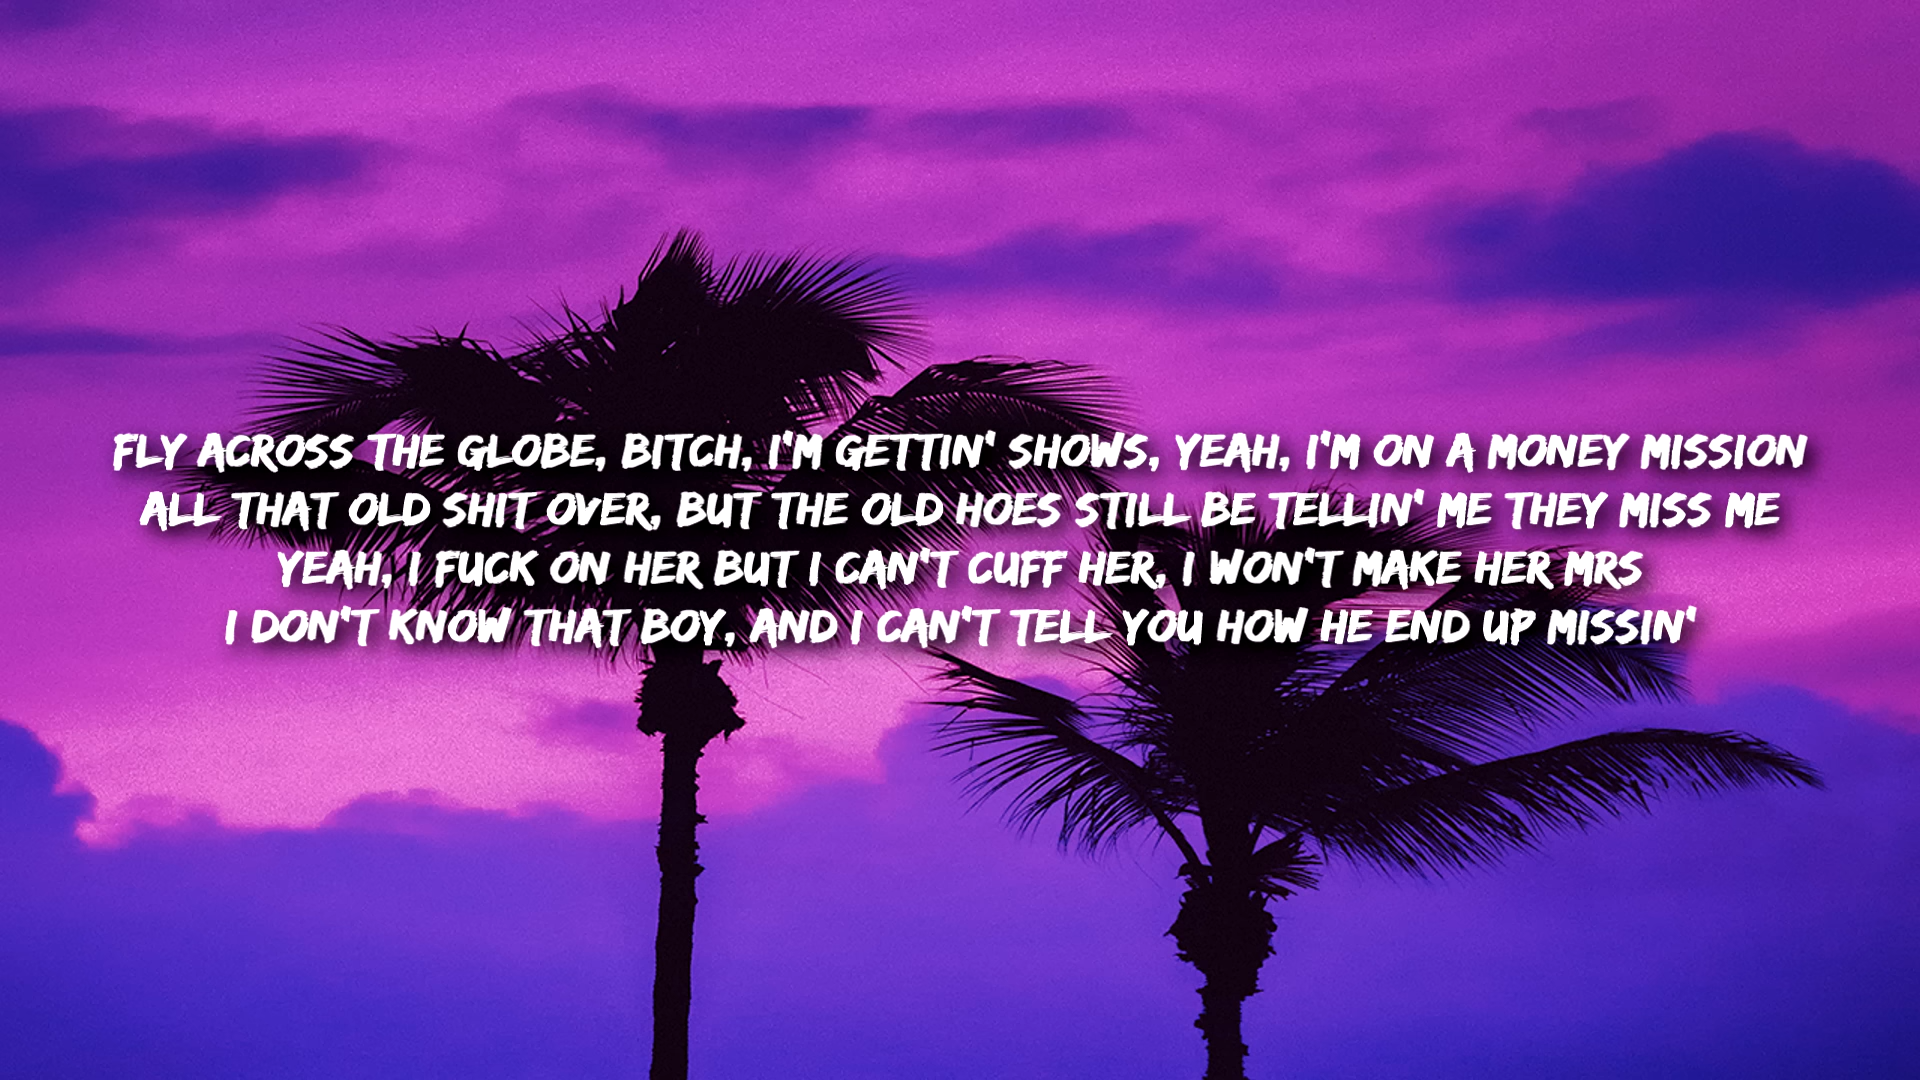 FLY ACROSS THE GLOBE, BITCH, I'M GETTIN' SHOWS, YEAH, I'M ON A MONEY MISSION
ALL THAT OLD SHIT OVER, BUT THE OLD HOES STILL BE TELLIN' ME THEY MISS ME
YEAH, I FUCK ON HER BUT I CAN'T CUFF HER, I WON'T MAKE HER MRS
I DON'T KNOW THAT BOY, AND I CAN'T TELL YOU HOW HE END UP MISSIN'